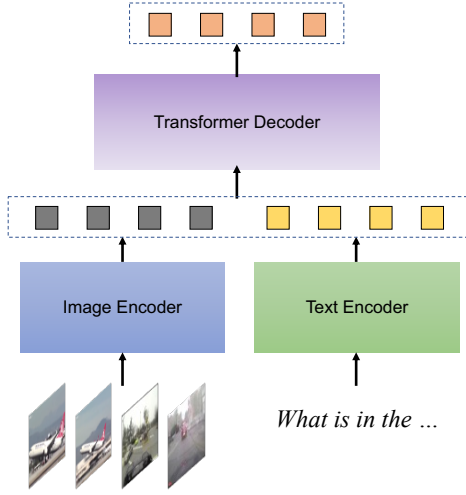 Transformer Decoder
Image Encoder
Text Encoder
What is in the ...